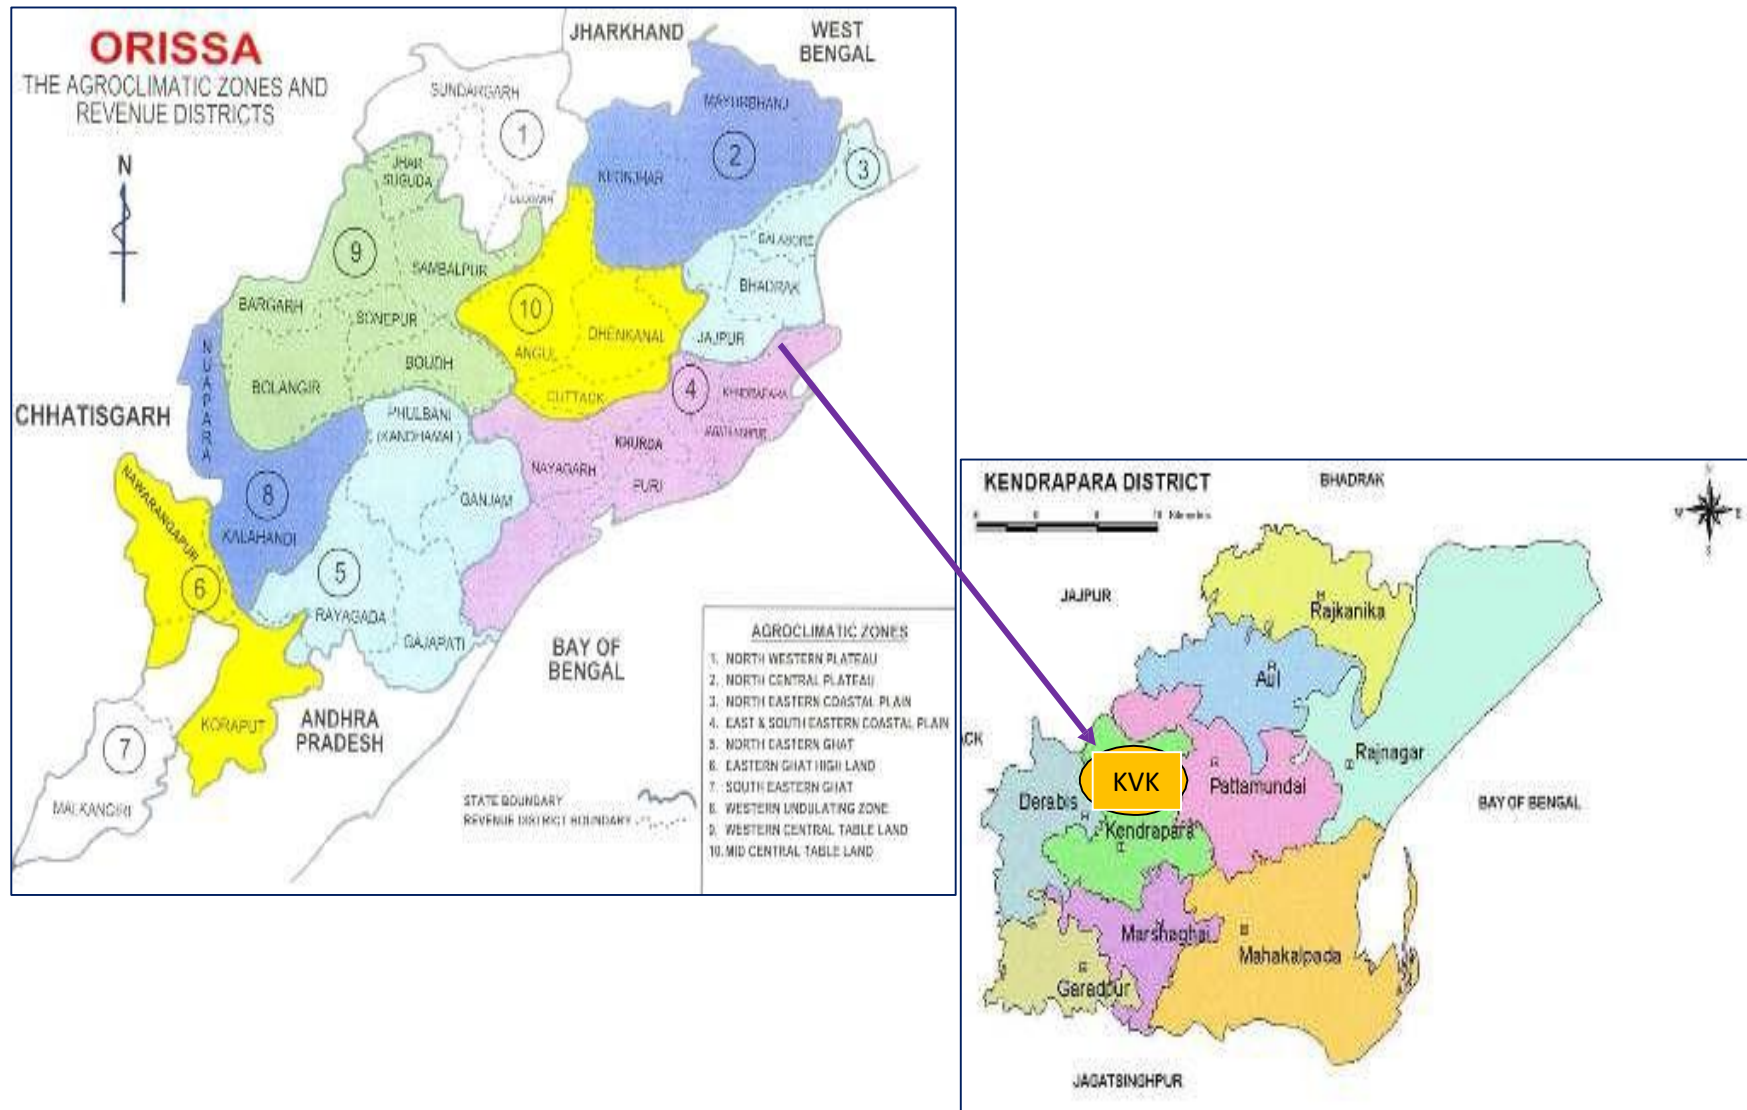 ORISSA
THE AGROCLIMATIC ZONES AND
REVENUE DISTRICTS
N
JHARKHAND
WEST
BENGAL
CHHATISGARH
ANDHRA
PRADESH
BAY OF
BENGAL
SUNDARGARH
1
MAYURBHANJ
2
KEONJHAR
3
BALASORE
BHADRAK
JAJPUR
JHAR
SUGUDA
9
SAMBALPUR
BARGARH
SONEPUR
BOUDH
BOLANGIR
10
DHENKANAL
ANGUL
CUTTACK
4
KENDRAPARA
KHURDA
NAYAGARH
PURI
NUAPARA
PHULBANI
(KANDHAMAL)
GANJAM
8
KALAHANDI
NAWARANGAPUR
6
5
RAYAGADA
GAJAPATI
KORAPUT
7
MALKANGIRI
AGROCLIMATIC ZONES
1. NORTH WESTERN PLATEAU
2. NORTH CENTRAL PLATEAU
3. NORTH EASTERN COASTAL PLAIN
4. EAST & SOUTH EASTERN COASTAL PLAIN
5. NORTH EASTERN GHAT
6. EASTERN GHAT HIGH LAND
7. SOUTH EASTERN GHAT
8. WESTERN UNDULATING ZONE
9. WESTERN CENTRAL TABLE LAND
10. MID CENTRAL TABLE LAND
STATE BOUNDARY
REVENUE DISTRICT BOUNDARY
KENDRAPARA DISTRICT
BHADRAK
JAJPUR
Rajkanika
Aul
Rajnagar
CK
KVK
Pattamundai
Derabis
Kendrapara
BAY OF BENGAL
Marshaghai
Mahakalpada
Garadpur
JAGATSINGHPUR